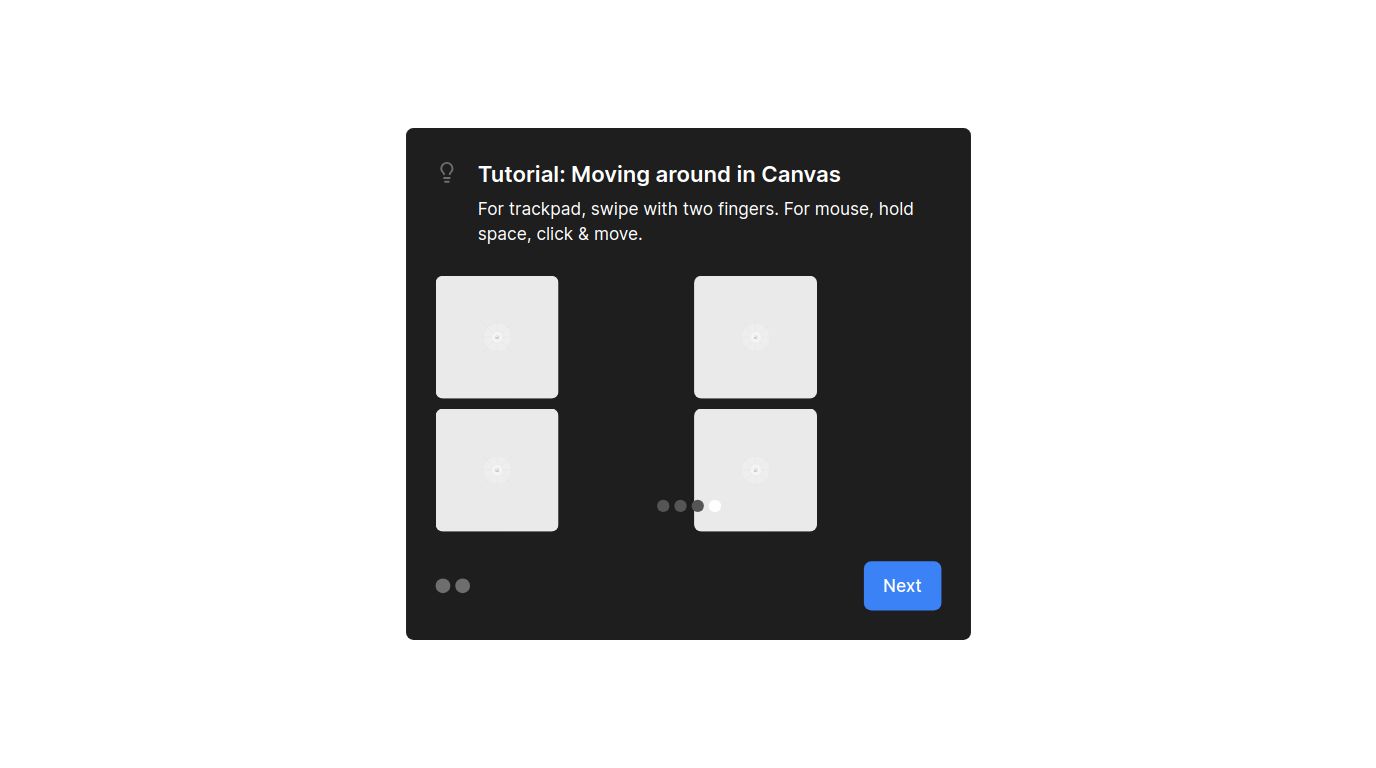 Tutorial: Moving around in Canvas
For trackpad, swipe with two fingers. For mouse, hold
space, click & move.
Next